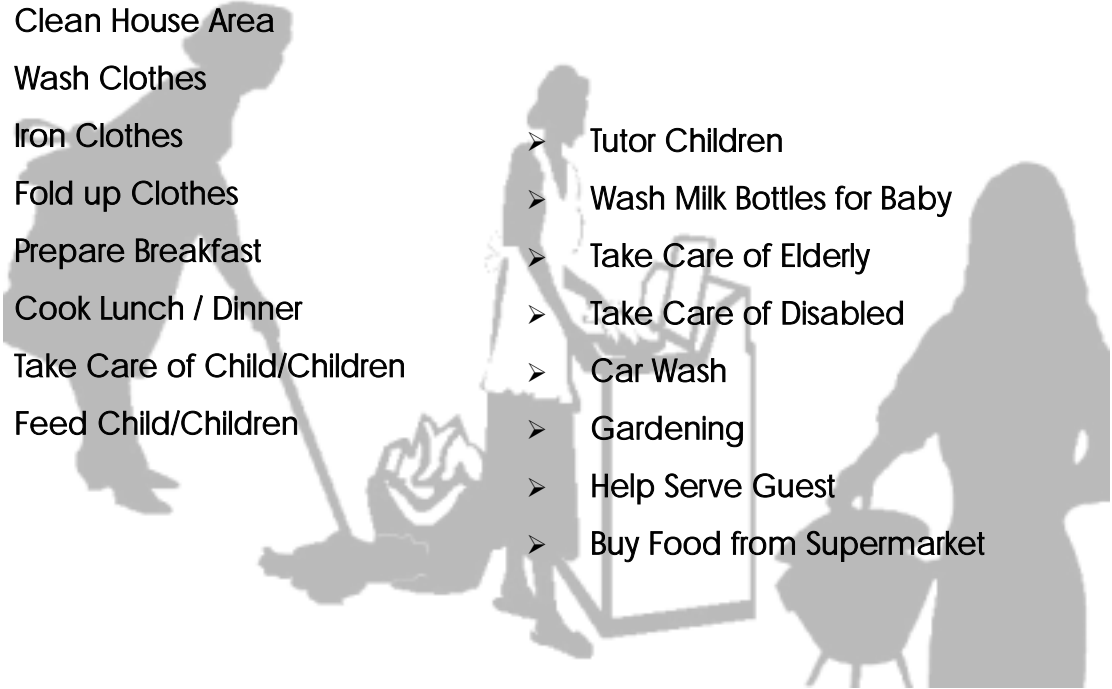 Clean House Area
Wash Clothes
Iron Clothes
Fold up Clothes
Prepare Breakfast
Cook Lunch / Dinner
Take Care of Child/Children
Feed Child/Children
➢ Tutor Children
➢ Wash Milk Bottles for Baby
➢ Take Care of Elderly
➢ Take Care of Disabled
➢ Car Wash
➢ Gardening
➢ Help Serve Guest
➢ Buy Food from Supermarket